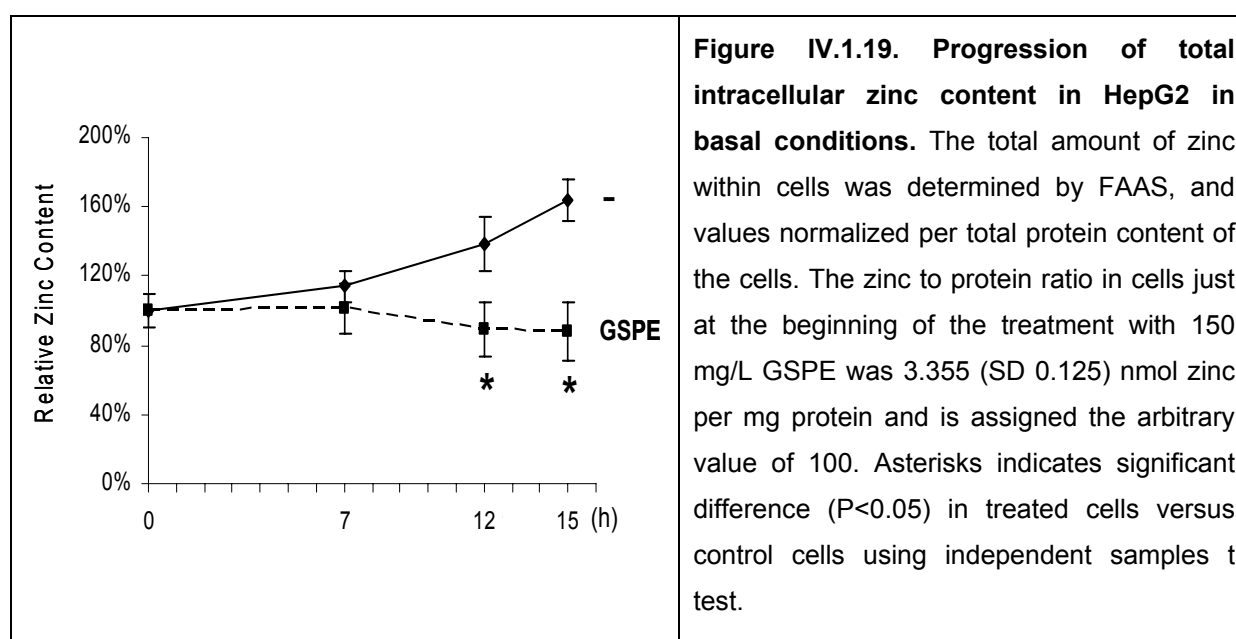 200%
160%
120%
80%
40%
0%
Relative Zinc Content
0 7 12 15 (h)
-
GSPE
* *
Figure IV.1.19. Progression of total
intracellular zinc content in HepG2 in
basal conditions. The total amount of zinc
within cells was determined by FAAS, and
values normalized per total protein content of
the cells. The zinc to protein ratio in cells just
at the beginning of the treatment with 150
mg/L GSPE was 3.355 (SD 0.125) nmol zinc
per mg protein and is assigned the arbitrary
value of 100. Asterisks indicates significant
difference (P<0.05) in treated cells versus
control cells using independent samples t
test.